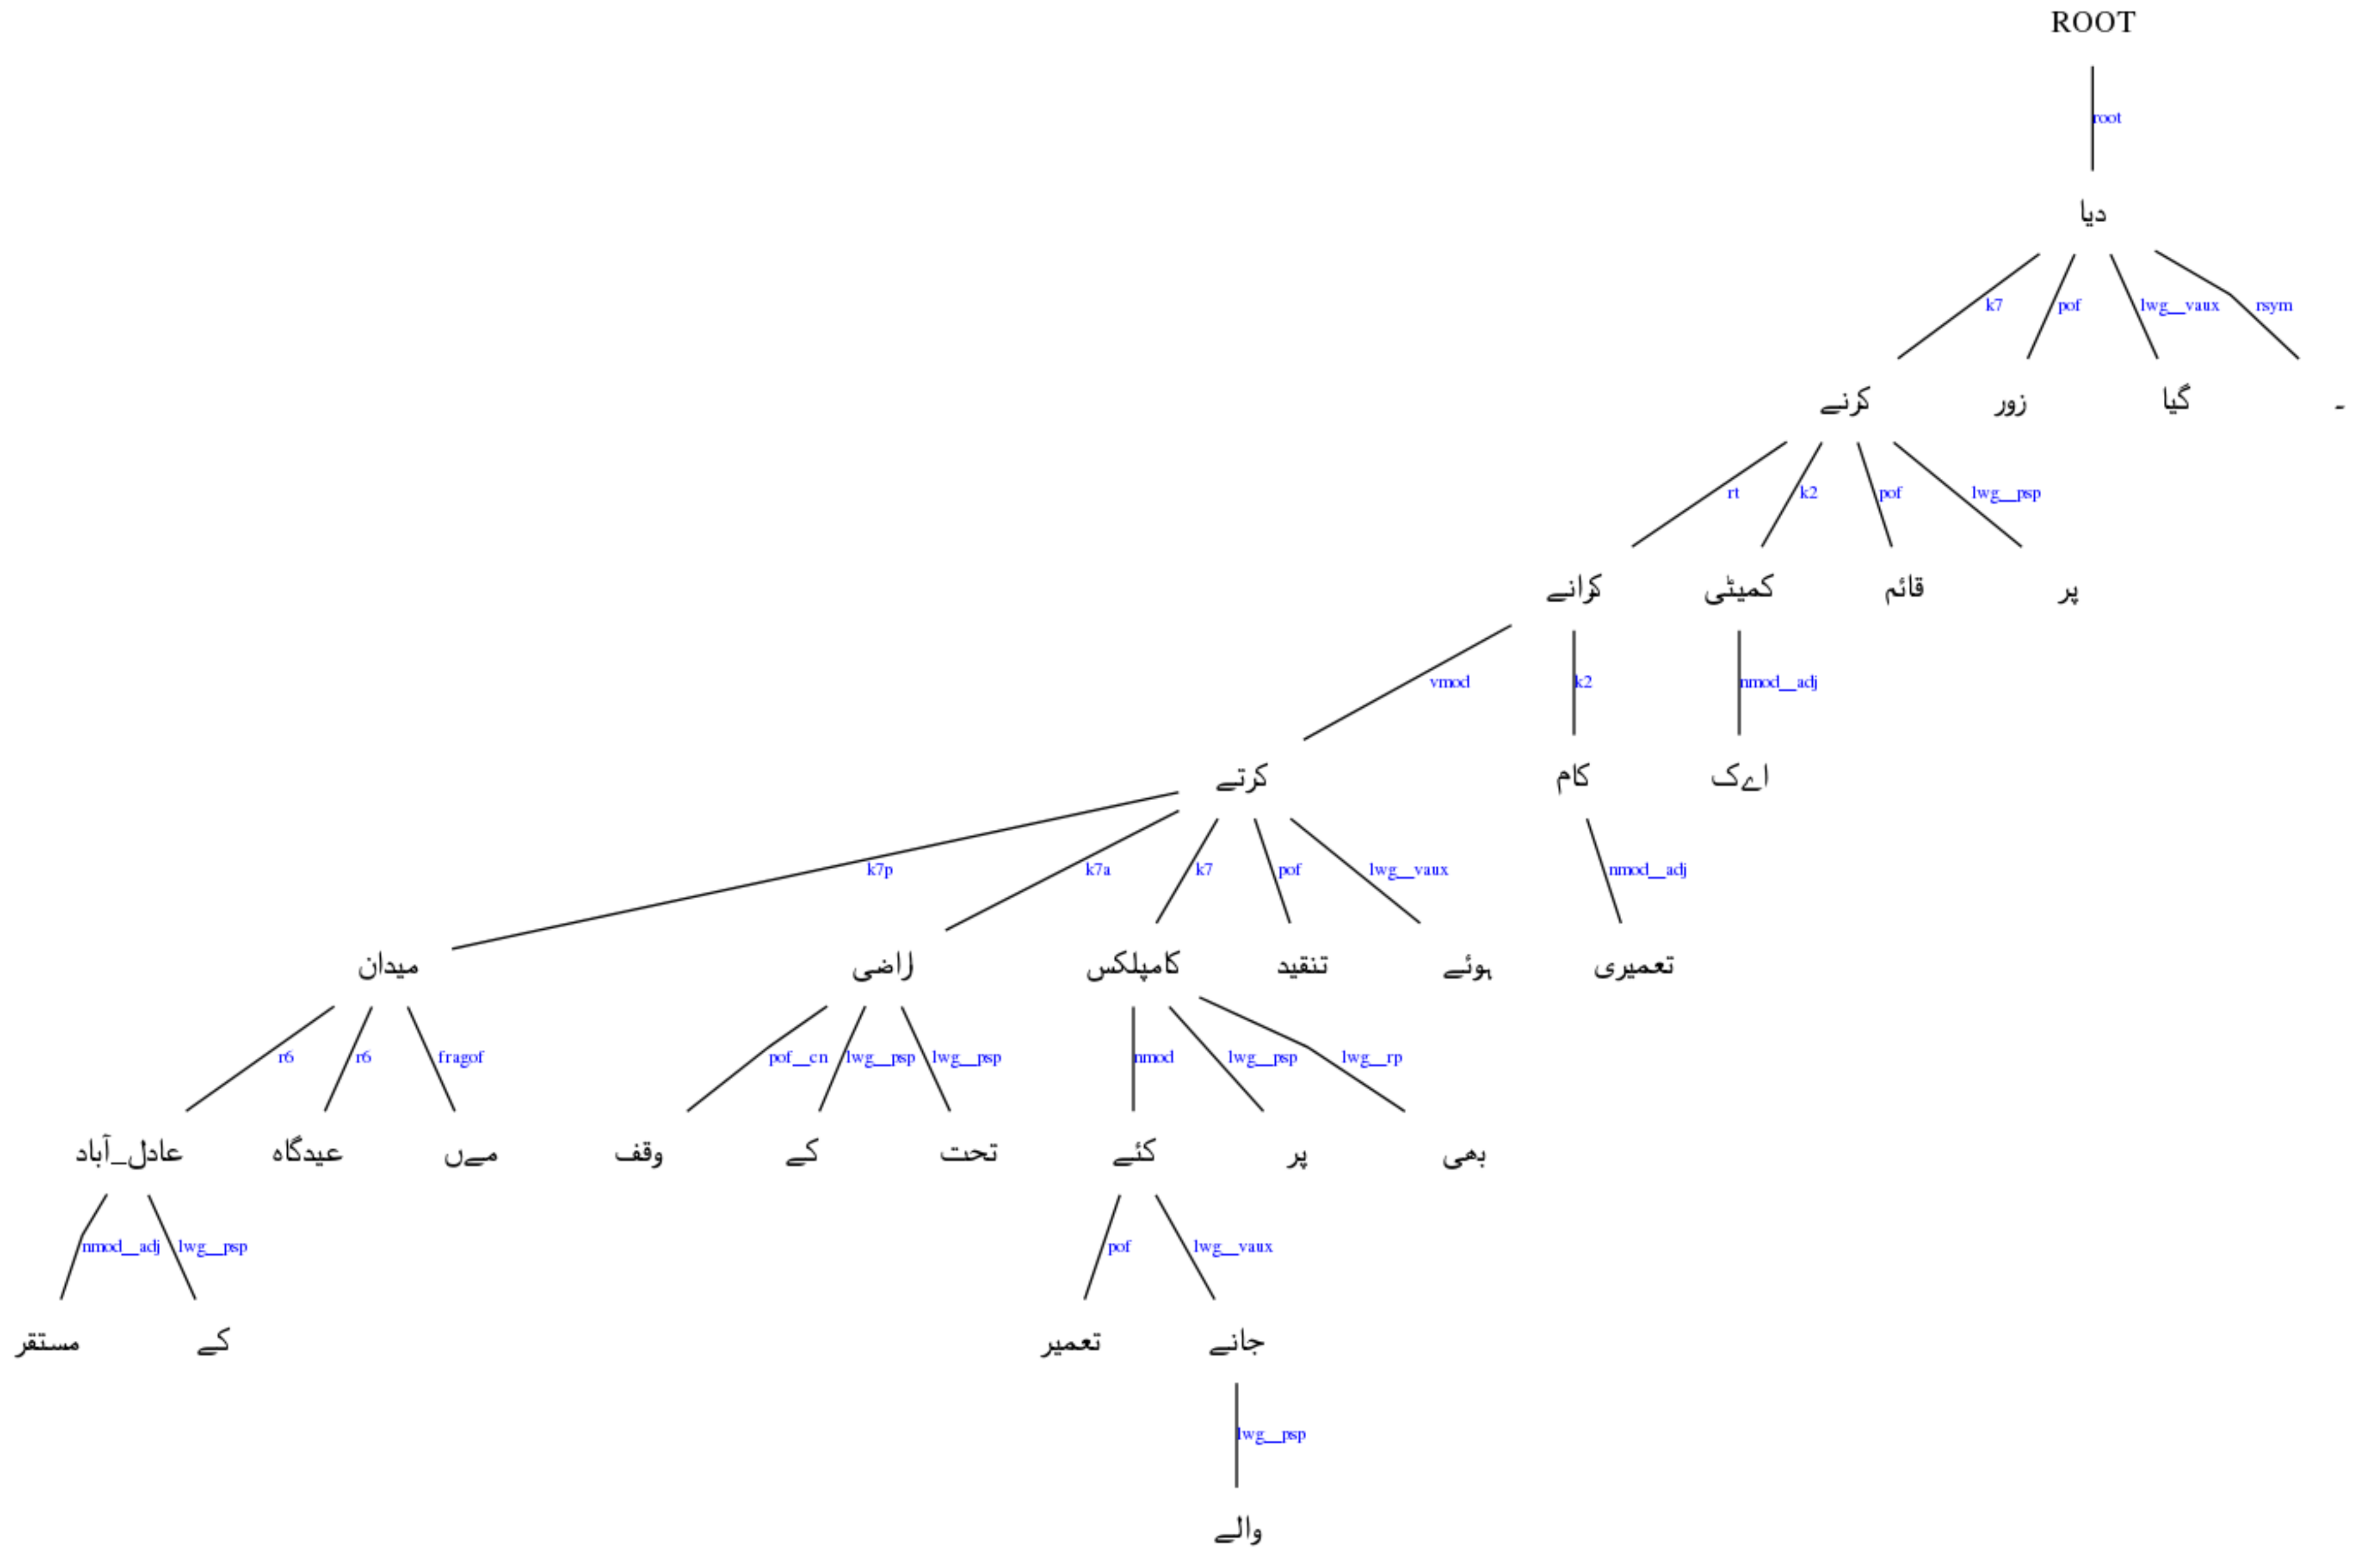 ROOT
root
دیا
k7 pof lwg__vaux rsym
کرنے زور گیا ۔
rt k2 pof lwg__psp
کرانے کمیٹی قائم پر
vmod k2 nmod__adj
کرتے کام اےک
k7p k7a k7 pof lwg__vaux nmod__adj
میدان اراضی کامپلکس تنقید ہوئے تعمیری
r6 r6 fragof pof__cn lwg__psp lwg__psp nmod lwg__psp lwg__rp
عادل_آباد عیدگاہ مےں وقف کے تحت کئے پر بھی
nmod__adj lwg__psp pof lwg__vaux
مستقر کے تعمیر جانے
lwg__psp
والے